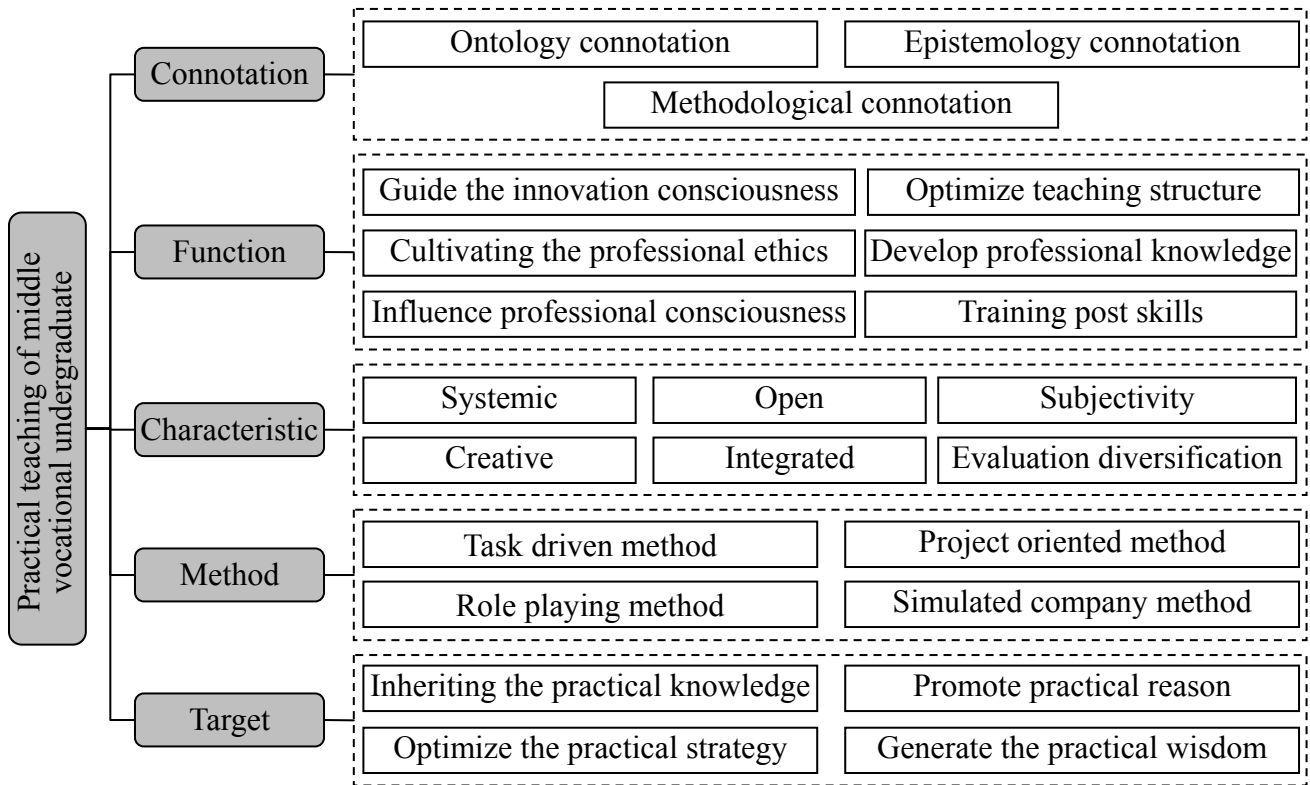 Practical teaching of middle
vocational undergraduate
Connotation
Ontology connotation
Epistemology connotation
Methodological connotation
Function
Guide the innovation consciousness
Optimize teaching structure
Cultivating the professional ethics
Develop professional knowledge
Influence professional consciousness
Training post skills
Characteristic
Systemic
Open
Subjectivity
Creative
Integrated
Evaluation diversification
Method
Task driven method
Project oriented method
Role playing method
Simulated company method
Target
Inheriting the practical knowledge
Promote practical reason
Optimize the practical strategy
Generate the practical wisdom